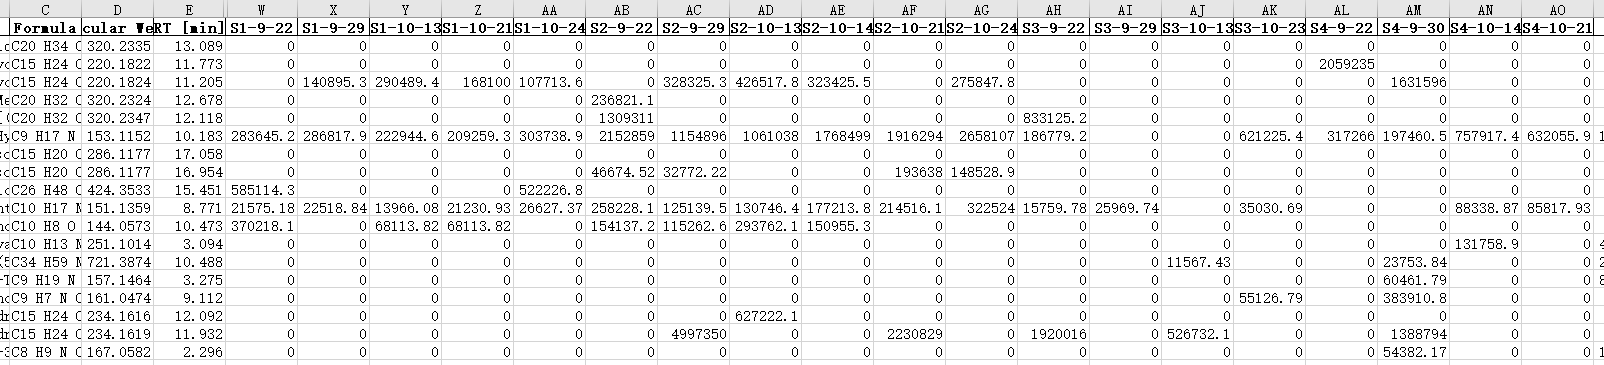 C D E W X Y Z AA AB AC AD AE AF AG AH AI AJ AK AL AM AN AO
Formula cular We RT [min] S1-9-22 S1-9-29 S1-10-13 S1-10-21 S1-10-24 S2-9-22 S2-9-29 S2-10-13 S2-10-14 S2-10-21 S2-10-24 S3-9-22 S3-9-29 S3-10-13 S3-10-23 S4-9-22 S4-9-30 S4-10-14 S4-10-21
C20 H34 O 320.2335 13.089 0 0 0 0 0 0 0 0 0 0 0 0 0 0 0 0 0 0 0
C15 H24 O 220.1822 11.773 0 0 0 0 0 0 0 0 0 0 0 0 0 0 0 2059235 0 0 0
C15 H24 O 220.1824 11.205 0 140895.3 290489.4 168100 107713.6 0 328325.3 426517.8 323425.5 0 275847.8 0 0 0 0 0 1631596 0 0
C20 H32 O 320.2324 12.678 0 0 0 0 0 236821.1 0 0 0 0 0 0 0 0 0 0 0 0 0
C20 H32 O 320.2347 12.118 0 0 0 0 0 1309311 0 0 0 0 0 833125.2 0 0 0 0 0 0 0
C9 H17 N 153.1152 10.183 283645.2 286817.9 222944.6 209259.3 303738.9 2152859 1154896 1061038 1768499 1916294 2658107 186779.2 0 0 621225.4 317266 197460.5 757917.4 632055.9 1
C15 H20 O 286.1177 17.058 0 0 0 0 0 0 0 0 0 0 0 0 0 0 0 0 0 0 0
C15 H20 O 286.1177 16.954 0 0 0 0 0 46674.52 32772.22 0 0 193638 148528.9 0 0 0 0 0 0 0 0
C26 H48 O 424.3533 15.451 585114.3 0 0 0 522226.8 0 0 0 0 0 0 0 0 0 0 0 0 0 0
C10 H17 N 151.1359 8.771 21575.18 22518.84 13966.08 21230.93 26627.37 258228.1 125139.5 130746.4 177213.8 214516.1 322524 15759.78 25969.74 0 35030.69 0 0 88338.87 85817.93
C10 H8 O 144.0573 10.473 370218.1 0 68113.82 68113.82 0 154137.2 115262.6 293762.1 150955.3 0 0 0 0 0 0 0 0 0 0
C10 H13 N 251.1014 3.094 0 0 0 0 0 0 0 0 0 0 0 0 0 0 0 0 0 131758.9 0 4
C34 H59 N 721.3874 10.488 0 0 0 0 0 0 0 0 0 0 0 0 0 11567.43 0 0 23753.84 0 0 2
C9 H19 N 157.1464 3.275 0 0 0 0 0 0 0 0 0 0 0 0 0 0 0 0 60461.79 0 0 8
C9 H7 N O 161.0474 9.112 0 0 0 0 0 0 0 0 0 0 0 0 0 0 55126.79 0 383910.8 0 0
C15 H24 O 234.1616 12.092 0 0 0 0 0 0 0 627222.1 0 0 0 0 0 0 0 0 0 0 0
C15 H24 O 234.1619 11.932 0 0 0 0 0 0 4997350 0 0 2230829 0 1920016 0 526732.1 0 0 1388794 0 0
C8 H9 N O 167.0582 2.296 0 0 0 0 0 0 0 0 0 0 0 0 0 0 0 0 54382.17 0 0 1